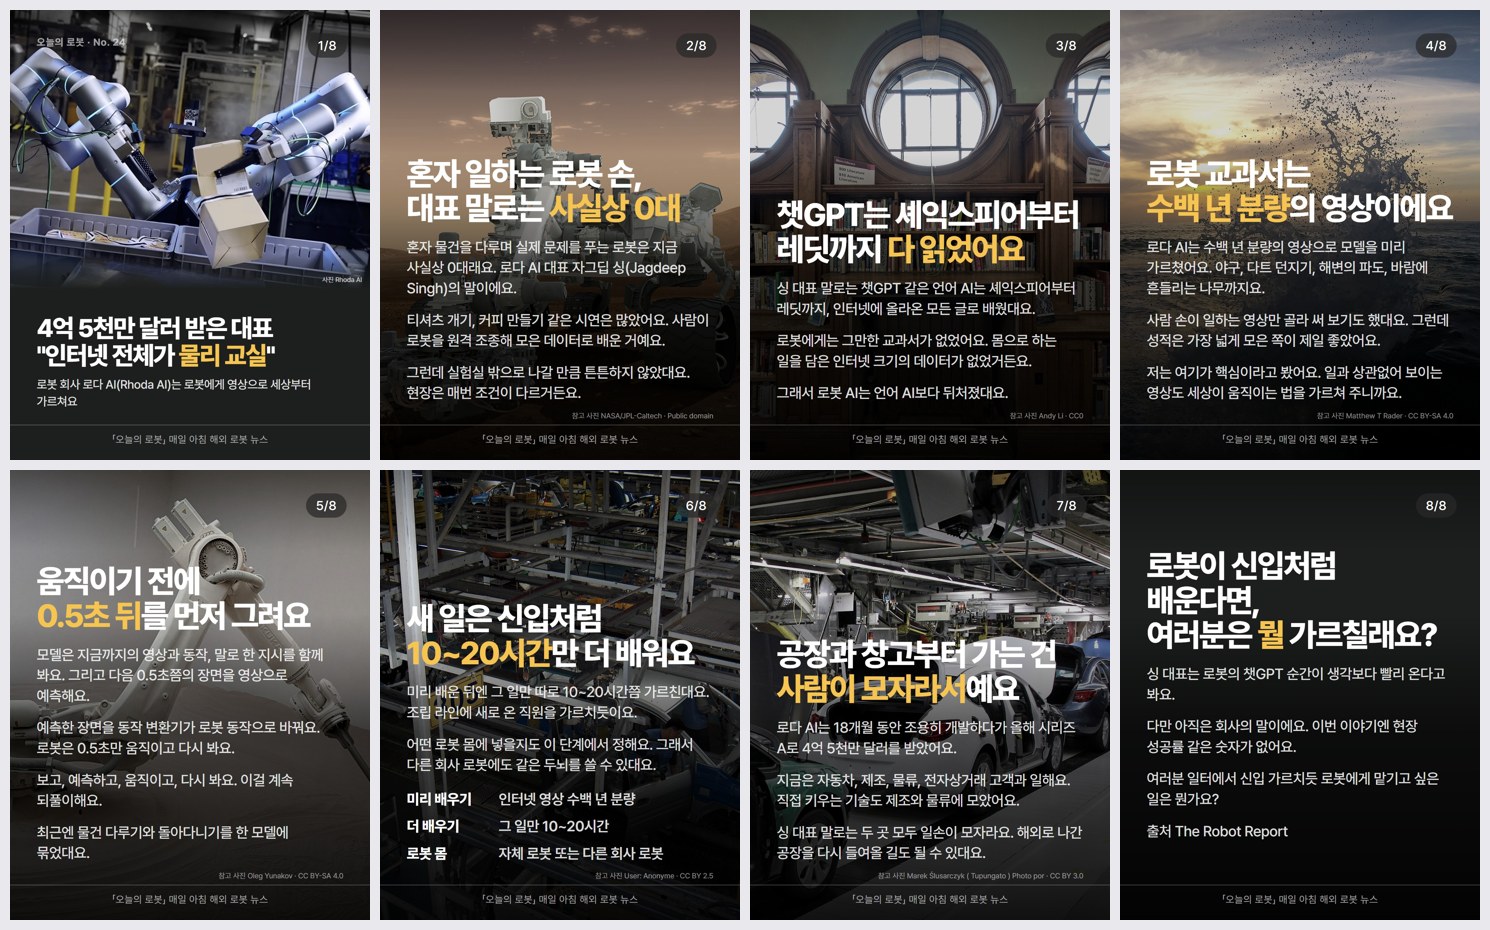 오늘의 로봇 · No. 24
1/8
사진 Rhoda AI
4억 5천만 달러 받은 대표
"인터넷 전체가 물리 교실"
로봇 회사 로다 AI(Rhoda AI)는 로봇에게 영상으로 세상부터
가르쳐요
「오늘의 로봇」 매일 아침 해외 로봇 뉴스
2/8
혼자 일하는 로봇 손,
대표 말로는 사실상 0대
혼자 물건을 다루며 실제 문제를 푸는 로봇은 지금
사실상 0대래요. 로다 AI 대표 자그딥 싱(Jagdeep
Singh)의 말이에요.
티셔츠 개기, 커피 만들기 같은 시연은 많았어요. 사람이
로봇을 원격 조종해 모은 데이터로 배운 거예요.
그런데 실험실 밖으로 나갈 만큼 튼튼하지 않았대요.
현장은 매번 조건이 다르거든요.
참고 사진 NASA/JPL-Caltech · Public domain
「오늘의 로봇」 매일 아침 해외 로봇 뉴스
3/8
챗GPT는 셰익스피어부터
레딧까지 다 읽었어요
싱 대표 말로는 챗GPT 같은 언어 AI는 셰익스피어부터
레딧까지, 인터넷에 올라온 모든 글로 배웠대요.
로봇에게는 그만한 교과서가 없었어요. 몸으로 하는
일을 담은 인터넷 크기의 데이터가 없었거든요.
그래서 로봇 AI는 언어 AI보다 뒤처졌대요.
참고 사진 Andy Li · CC0
「오늘의 로봇」 매일 아침 해외 로봇 뉴스
4/8
로봇 교과서는
수백 년 분량의 영상이에요
로다 AI는 수백 년 분량의 영상으로 모델을 미리
가르쳤어요. 야구, 다트 던지기, 해변의 파도, 바람에
흔들리는 나무까지요.
사람 손이 일하는 영상만 골라 써 보기도 했대요. 그런데
성적은 가장 넓게 모은 쪽이 제일 좋았어요.
저는 여기가 핵심이라고 봤어요. 일과 상관없어 보이는
영상도 세상이 움직이는 법을 가르쳐 주니까요.
참고 사진 Matthew T Rader · CC BY-SA 4.0
「오늘의 로봇」 매일 아침 해외 로봇 뉴스
5/8
움직이기 전에
0.5초 뒤를 먼저 그려요
모델은 지금까지의 영상과 동작, 말로 한 지시를 함께
봐요. 그리고 다음 0.5초쯤의 장면을 영상으로
예측해요.
예측한 장면을 동작 변환기가 로봇 동작으로 바꿔요.
로봇은 0.5초만 움직이고 다시 봐요.
보고, 예측하고, 움직이고, 다시 봐요. 이걸 계속
되풀이해요.
최근엔 물건 다루기와 돌아다니기를 한 모델에
묶었대요.
참고 사진 Oleg Yunakov · CC BY-SA 4.0
「오늘의 로봇」 매일 아침 해외 로봇 뉴스
6/8
새 일은 신입처럼
10~20시간만 더 배워요
미리 배운 뒤엔 그 일만 따로 10~20시간쯤 가르친대요.
조립 라인에 새로 온 직원을 가르치듯이요.
어떤 로봇 몸에 넣을지도 이 단계에서 정해요. 그래서
다른 회사 로봇에도 같은 두뇌를 쓸 수 있대요.
미리 배우기 인터넷 영상 수백 년 분량
더 배우기 그 일만 10~20시간
로봇 몸 자체 로봇 또는 다른 회사 로봇
참고 사진 User: Anonyme · CC BY 2.5
「오늘의 로봇」 매일 아침 해외 로봇 뉴스
7/8
공장과 창고부터 가는 건
사람이 모자라서예요
로다 AI는 18개월 동안 조용히 개발하다가 올해 시리즈
A로 4억 5천만 달러를 받았어요.
지금은 자동차, 제조, 물류, 전자상거래 고객과 일해요.
직접 키우는 기술도 제조와 물류에 모았어요.
싱 대표 말로는 두 곳 모두 일손이 모자라요. 해외로 나간
공장을 다시 들여올 길도 될 수 있대요.
참고 사진 Marek Ślusarczyk ( Tupungato ) Photo por · CC BY 3.0
「오늘의 로봇」 매일 아침 해외 로봇 뉴스
8/8
로봇이 신입처럼
배운다면,
여러분은 뭘 가르칠래요?
싱 대표는 로봇의 챗GPT 순간이 생각보다 빨리 온다고
봐요.
다만 아직은 회사의 말이에요. 이번 이야기엔 현장
성공률 같은 숫자가 없어요.
여러분 일터에서 신입 가르치듯 로봇에게 맡기고 싶은
일은 뭔가요?
출처 The Robot Report
「오늘의 로봇」 매일 아침 해외 로봇 뉴스